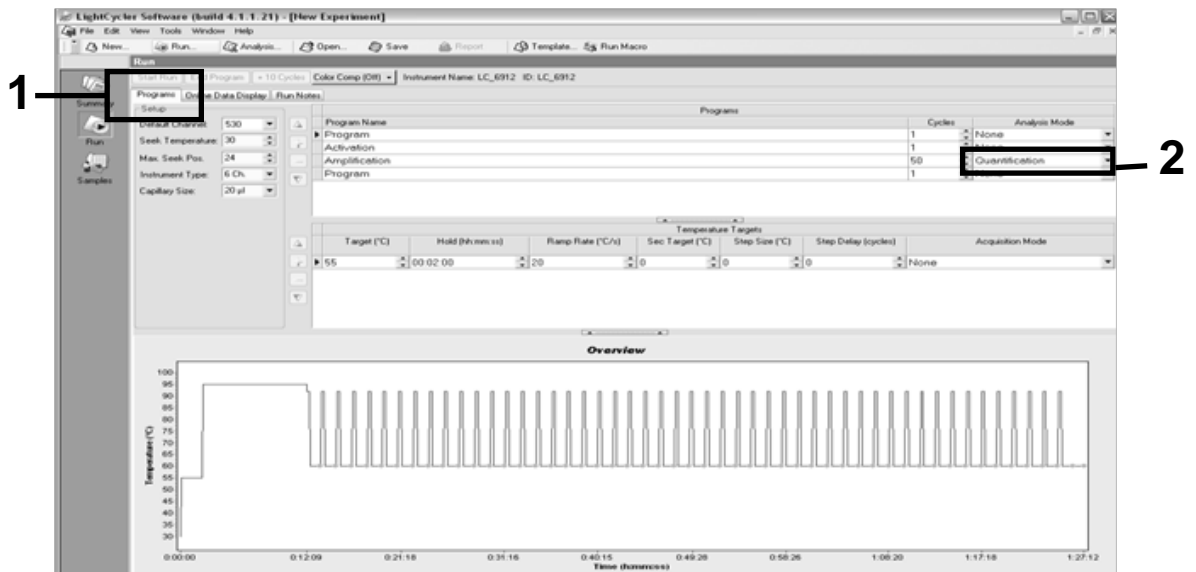 LightCycler Software (build 4.1.1.21) - [New Experiment]
File Edit View Tools Window Help
New... Run... Analysis... Open... Save Report Template... Run Macro
Run
1
Start Run End Program +10 Cycles Color Comp (Off) Instrument Name: LC_6912 ID: LC_6912
Programs Online Data Display Run Notes
Summary
Run
Samples
Setup
Default Channel: 530
Seek Temperature: 30
Max. Seek Pos. 24
Instrument Type: 6 Ch.
Capillary Size: 20 µl
Programs
Program Name Cycles Analysis Mode
Program 1 None
Activation 1 None
Amplification 50 Quantification
Program 1 None
2
Temperature Targets
Target (°C) Hold (hh:mm:ss) Ramp Rate (°C/s) Sec Target (°C) Step Size (°C) Step Delay (cycles) Acquisition Mode
55 00:02:00 20 0 0 0 None
Overview
100
95
90
85
80
75
70
65
60
55
50
45
40
35
30
Temperature (°C)
0:00:00 0:12:09 0:21:18 0:31:16 0:40:15 0:49:28 0:58:26 1:08:20 1:17:18 1:27:12
Time (h:mm:ss)